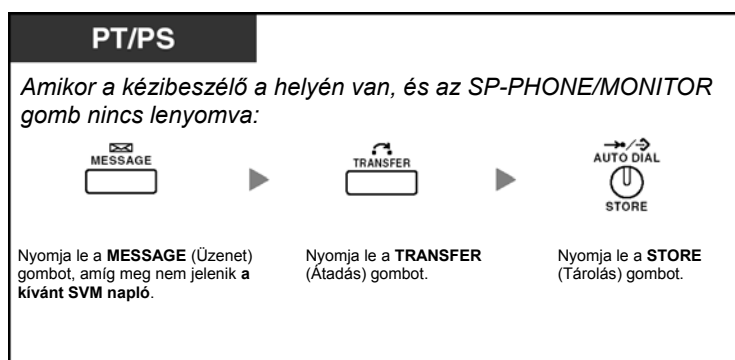 PT/PS
Amikor a kézibeszélő a helyén van, és az SP-PHONE/MONITOR
gomb nincs lenyomva:
MESSAGE
TRANSFER
AUTO DIAL
STORE
Nyomja le a MESSAGE (Üzenet)
gombot, amíg meg nem jelenik a
kívánt SVM napló.
Nyomja le a TRANSFER
(Átadás) gombot.
Nyomja le a STORE
(Tárolás) gombot.